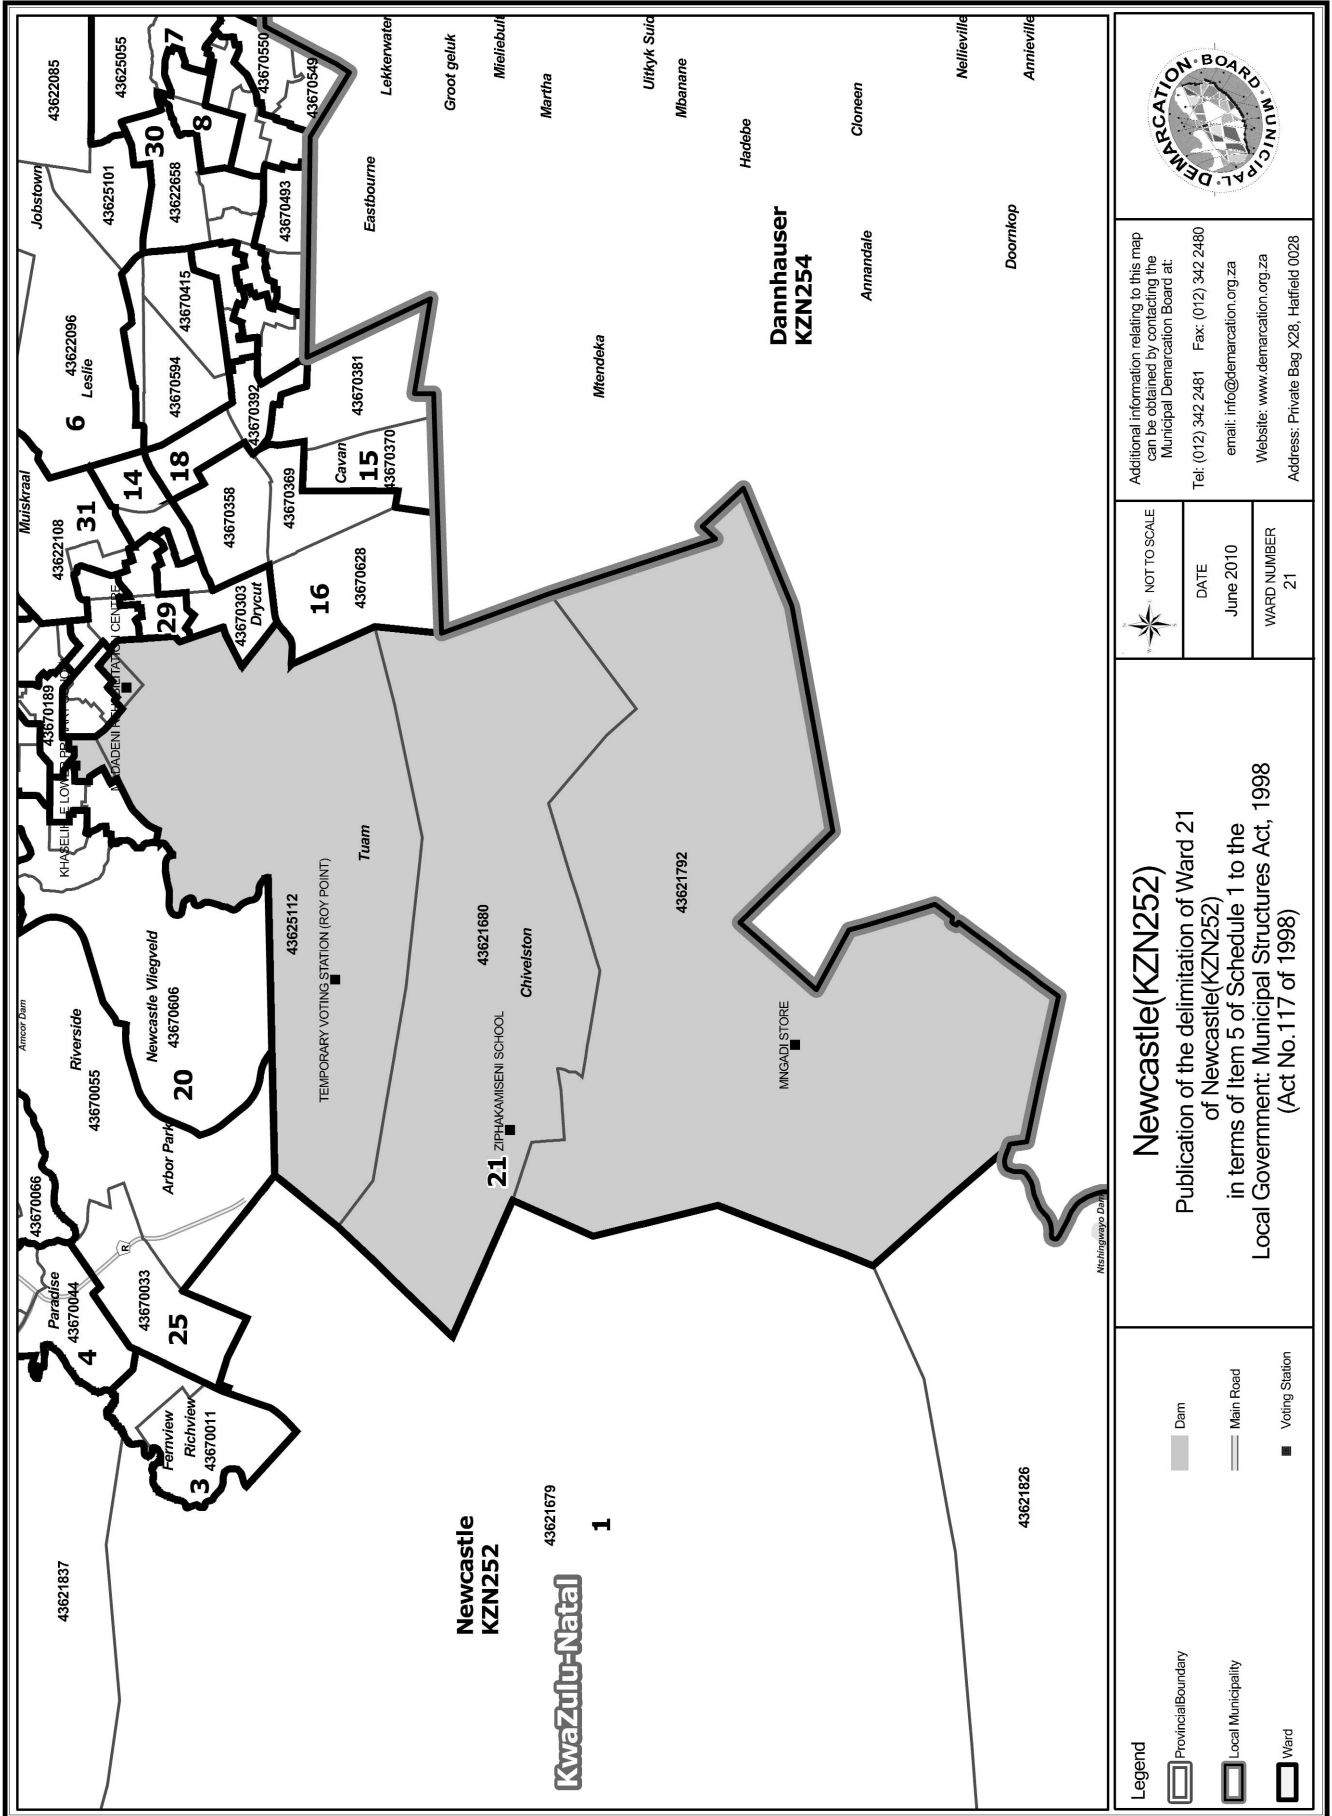 43621837
43621679
1
43621826
Newcastle
KZN252
KwaZulu-Natal
Fernview
Richview
43670011
3
Paradise
43670044
4
43670033
25
R
43670066
Amcor Dam
Riverside
43670055
Arbor Park
Newcastle Vliegveld
43670606
20
43625112
TEMPORARY VOTING STATION (ROY POINT)
Tuam
43621680
Chivelston
21
ZIPHAKAMISENI SCHOOL
43621792
MNGADI STORE
Ntshingwayo Dam
43670189
Muiskraal
43622108
31
29
43670303
Drycut
14
18
43670358
43670369
16
43670628
6
43622096
Leslie
43670594
43670415
43670392
Cavan
15
43670370
43670381
Jobstown
43622085
43625055
43625101
30
43622658
7
8
43670550
43670549
43670493
Lekkerwater
Eastbourne
Groot geluk
Mieliebult
Martha
Uitkyk Suid
Mbanane
Mtendeka
Hadebe
Dannhauser
KZN254
Cloneen
Annandale
Nellieville
Doornkop
Annieville
Legend
ProvincialBoundary
Local Municipality
Ward
Dam
Main Road
Voting Station
Newcastle(KZN252)
Publication of the delimitation of Ward 21
of Newcastle(KZN252)
in terms of Item 5 of Schedule 1 to the
Local Government: Municipal Structures Act, 1998
(Act No.117 of 1998)
NOT TO SCALE
DATE
June 2010
WARD NUMBER
21
Additional information relating to this map
can be obtained by contacting the
Municipal Demarcation Board at:
Tel: (012) 342 2481 Fax: (012) 342 2480
email: info@demarcation.org.za
Website: www.demarcation.org.za
Address: Private Bag X28, Hatfield 0028
MUNICIPAL DEMARCATION BOARD